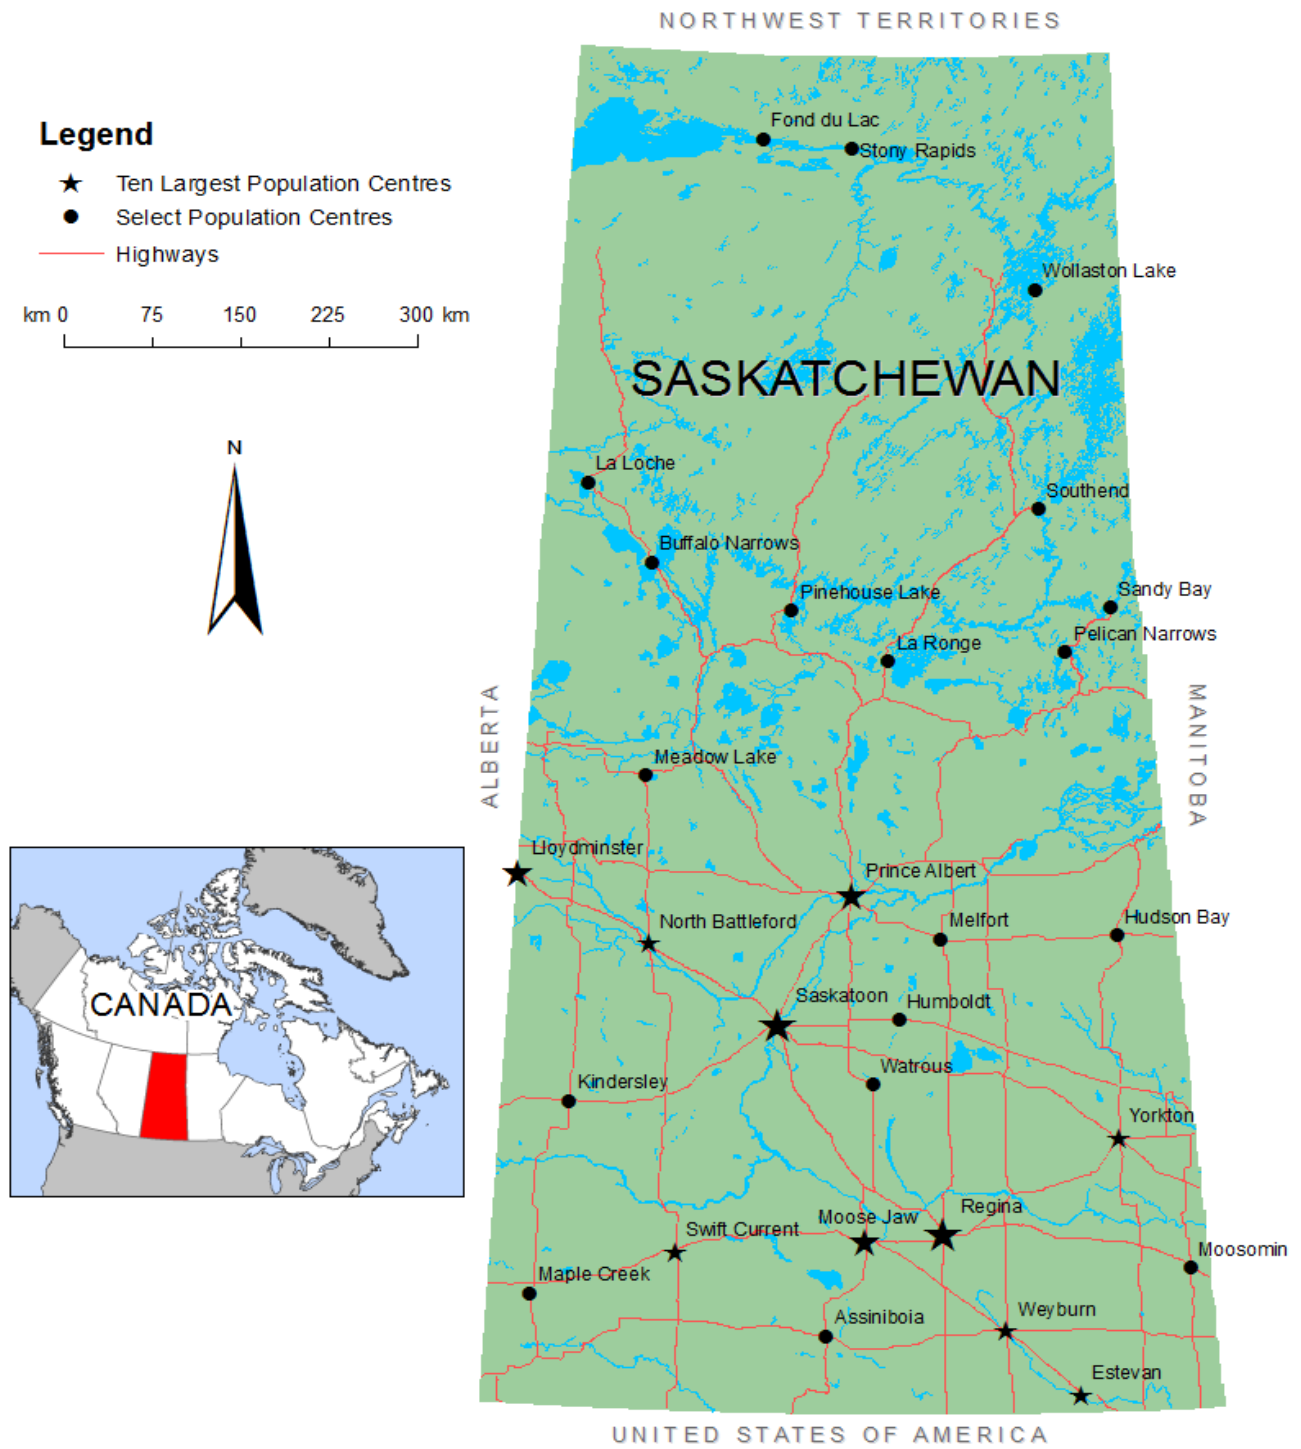 NORTHWEST TERRITORIES
Legend
Ten Largest Population Centres
Select Population Centres
Highways
km 0 75 150 225 300 km
N
Fond du Lac
Stony Rapids
Wollaston Lake
SASKATCHEWAN
La Loche
Southend
Buffalo Narrows
Pinehouse Lake
Sandy Bay
Pelican Narrows
La Ronge
ALBERTA
MANITOBA
Meadow Lake
Lloydminster
Prince Albert
North Battleford
Melfort
Hudson Bay
CANADA
Saskatoon
Humboldt
Watrous
Kindersley
Yorkton
Regina
Moose Jaw
Swift Current
Moosomin
Maple Creek
Assiniboia
Weyburn
Estevan
UNITED STATES OF AMERICA